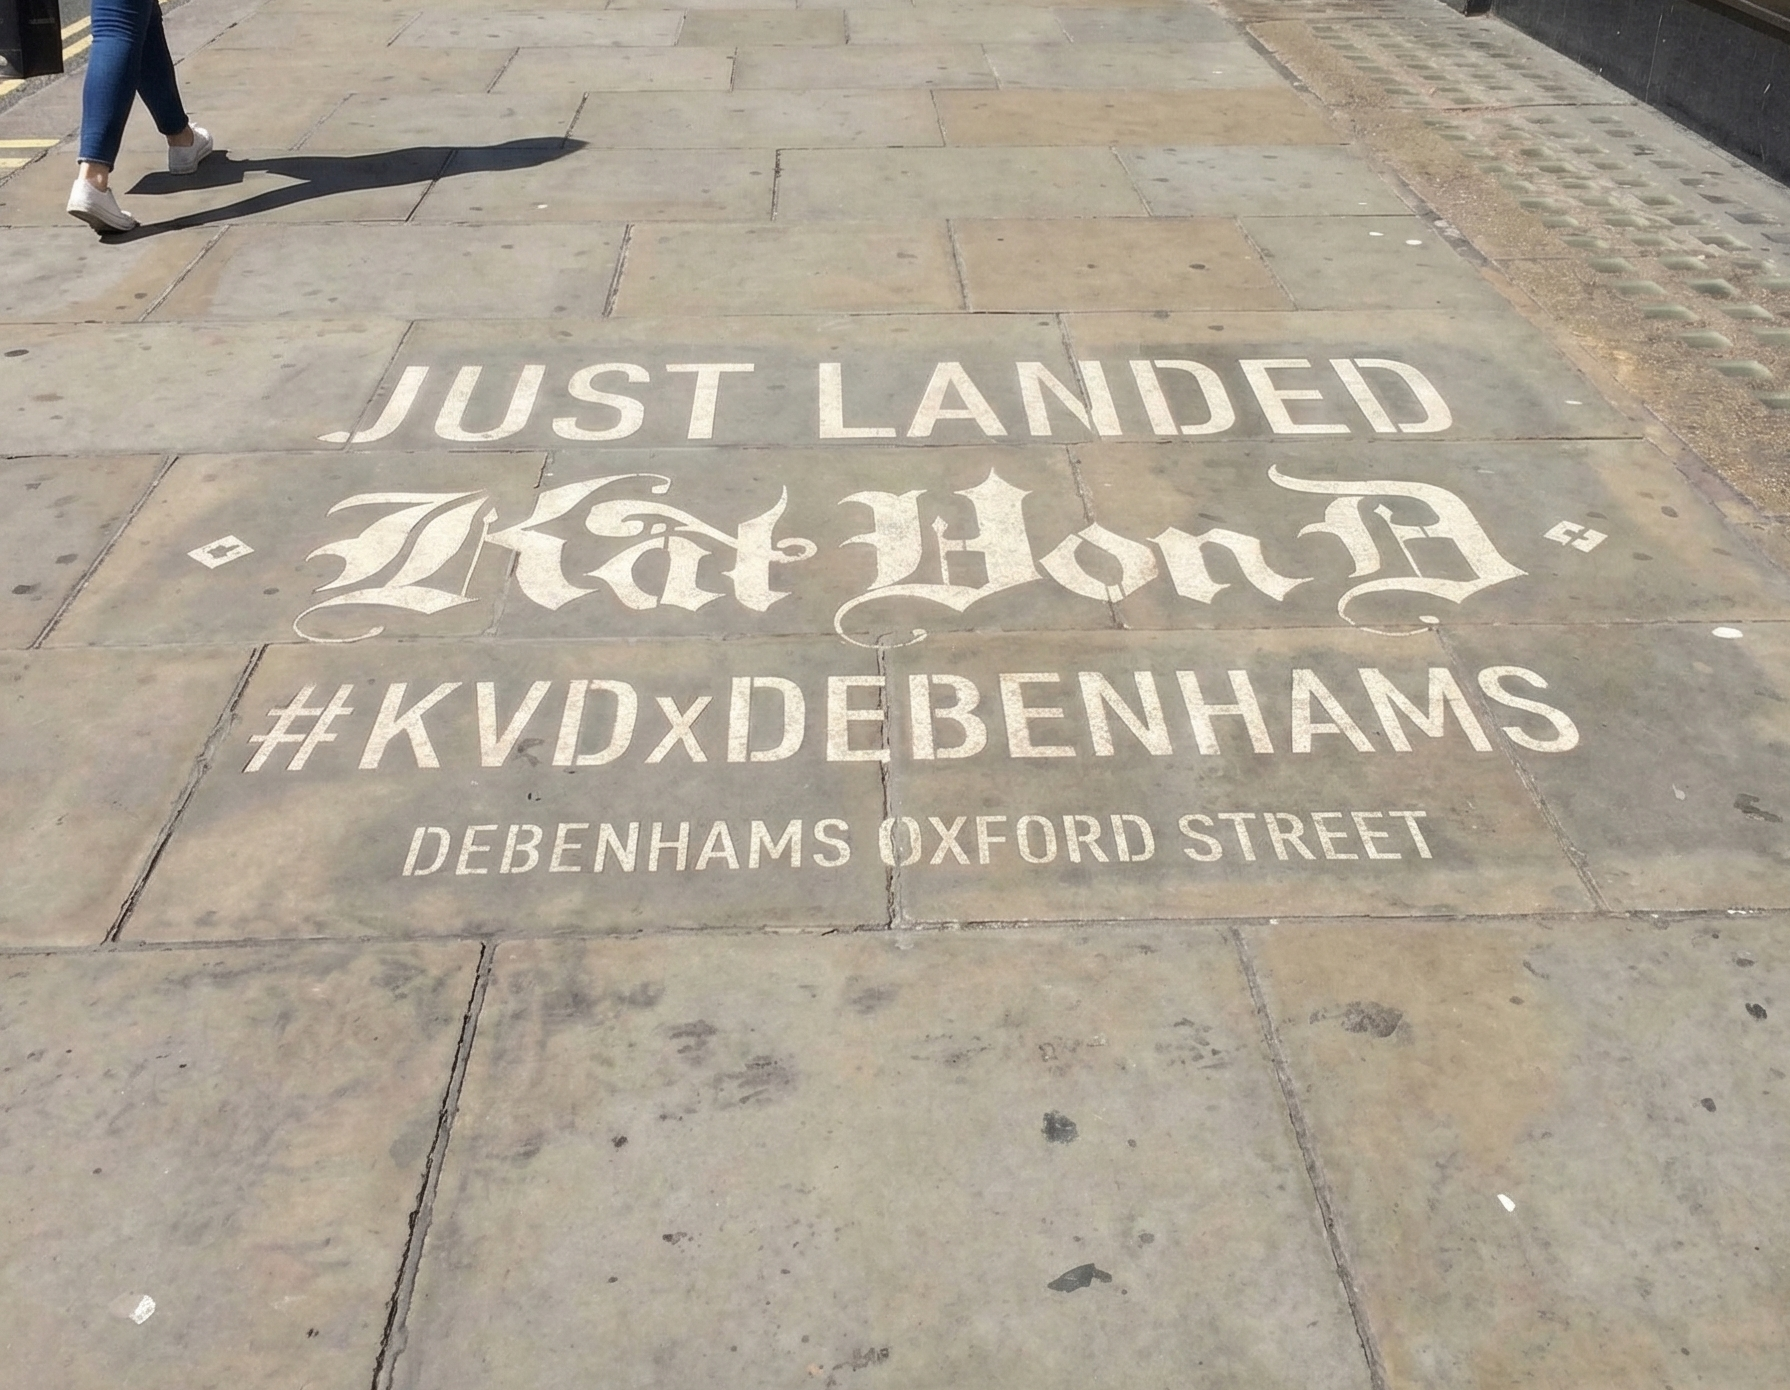 JUST LANDED
Kat Von D
#KVDxDEBENHAMS
DEBENHAMS OXFORD STREET